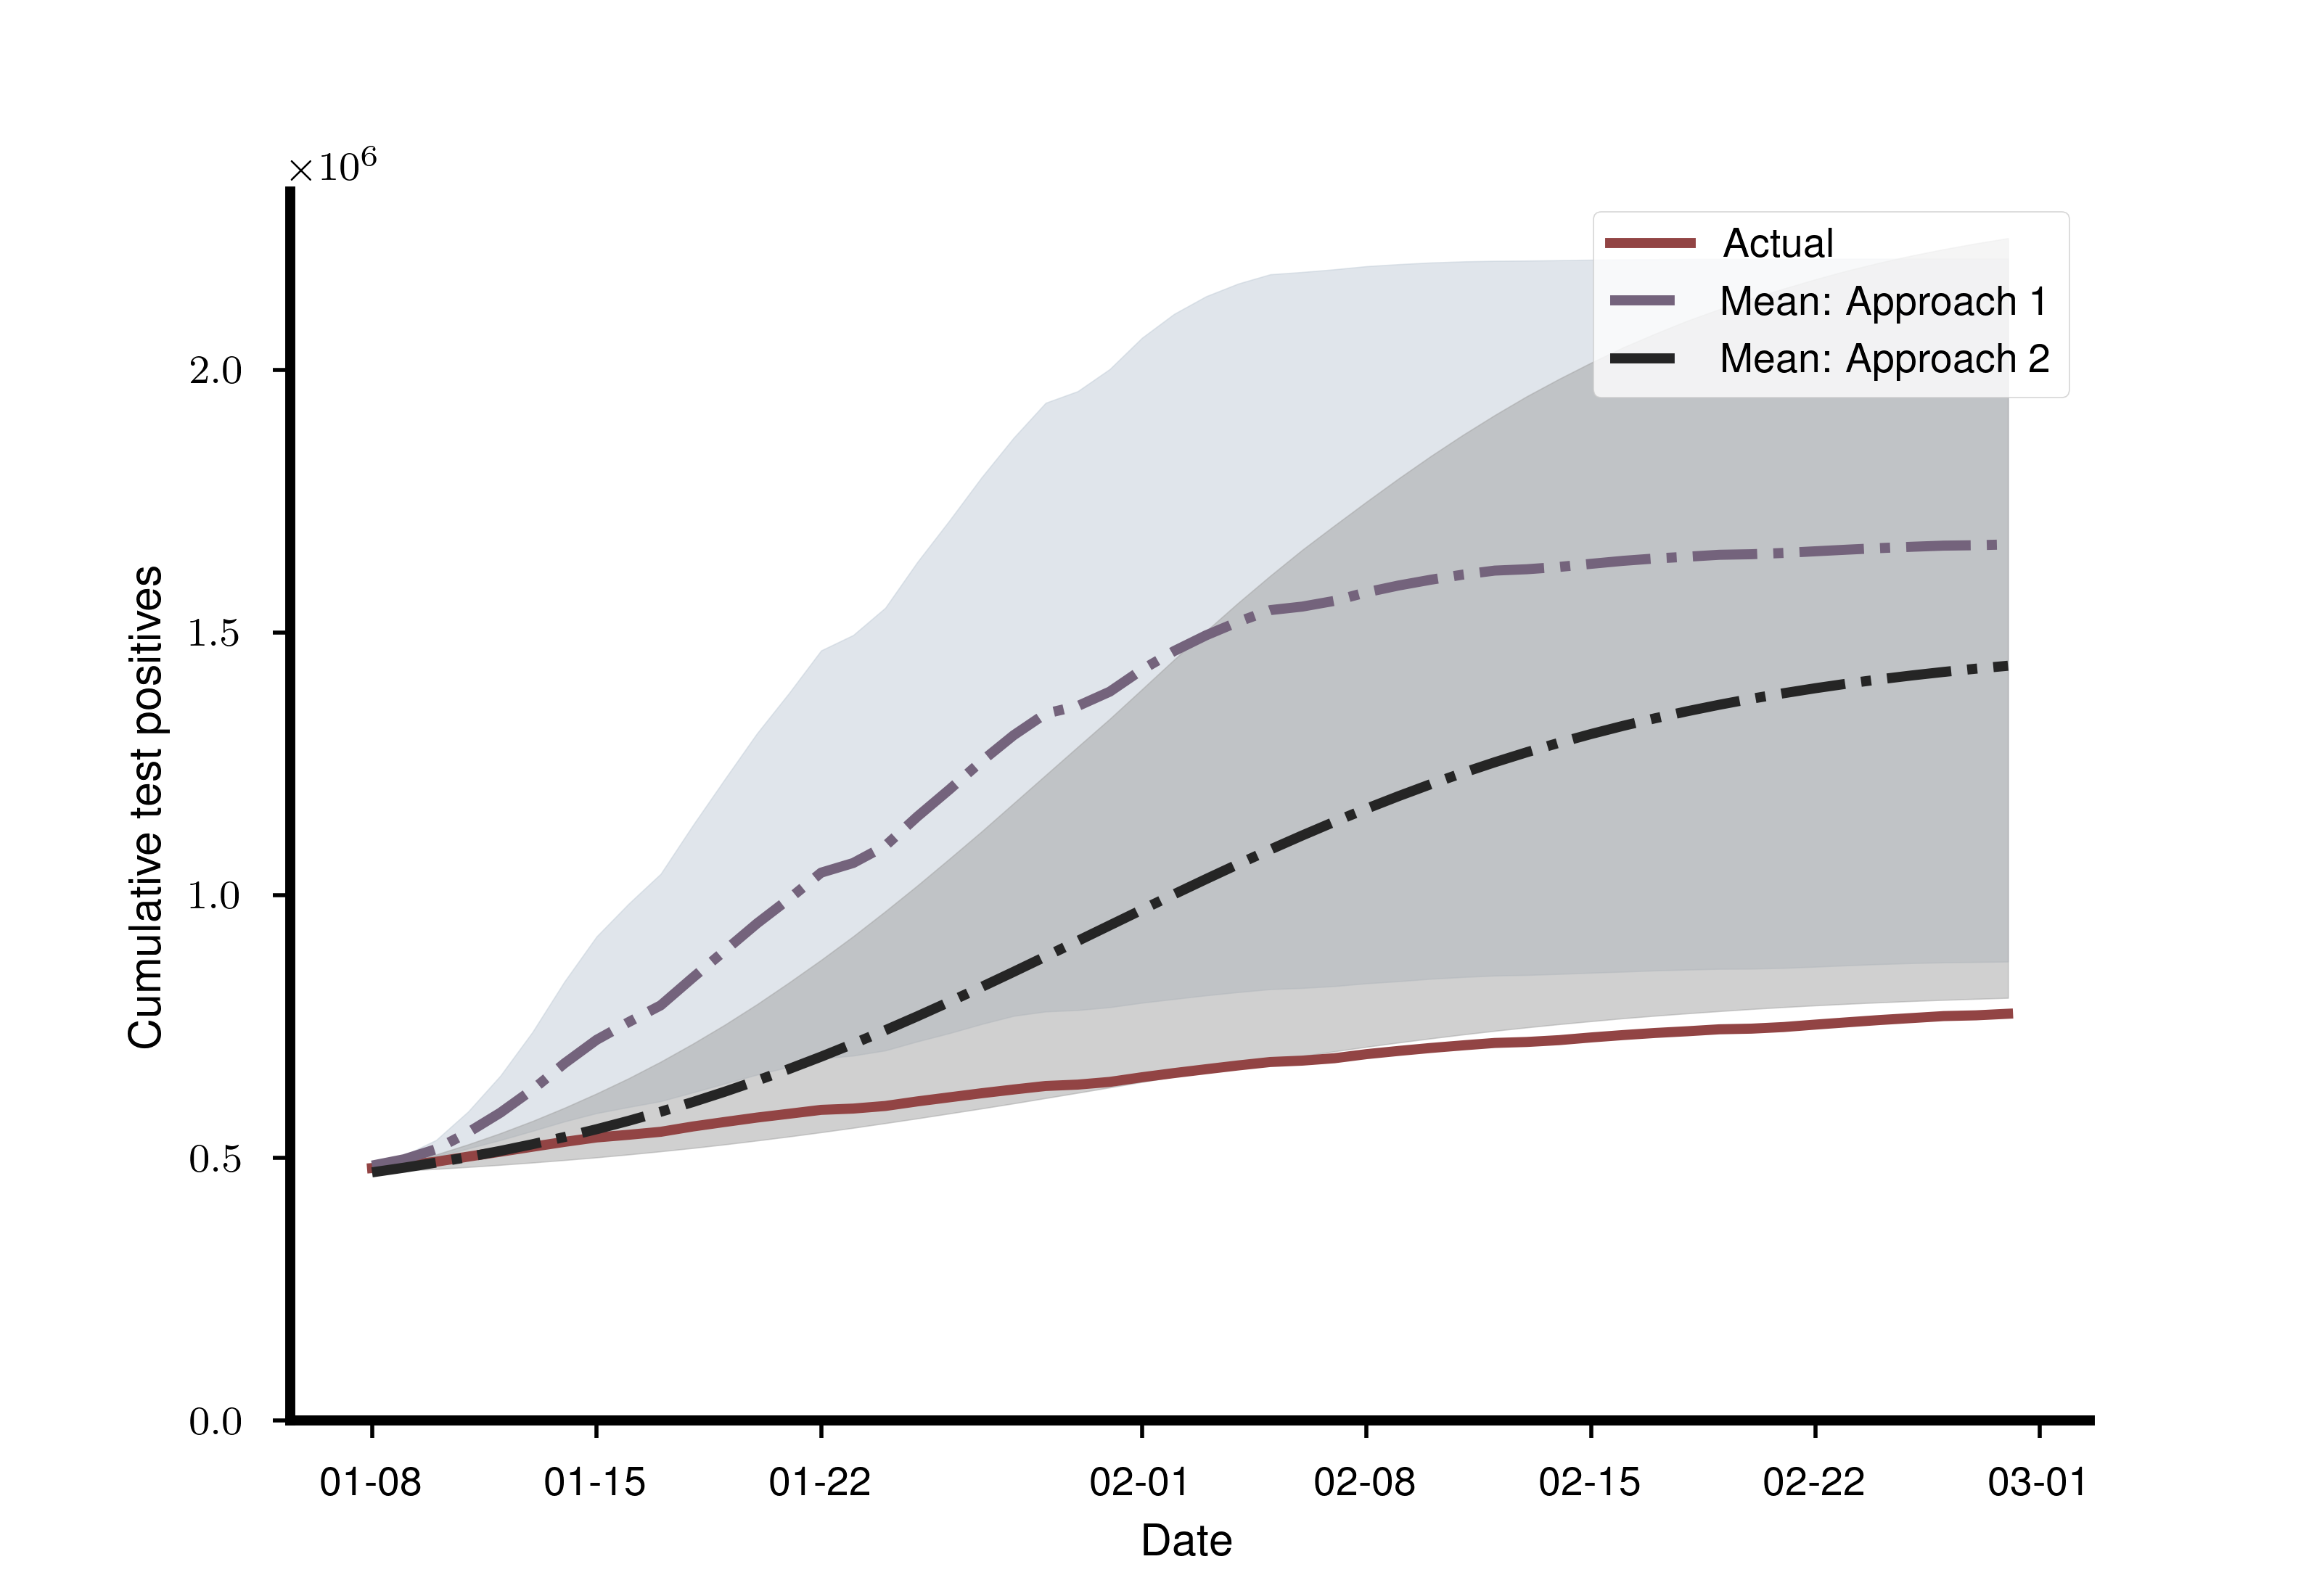 ×10⁶
Actual
Mean: Approach 1
Mean: Approach 2
2.0
1.5
1.0
0.5
0.0
Cumulative test positives
01-08 01-15 01-22 02-01 02-08 02-15 02-22 03-01
Date